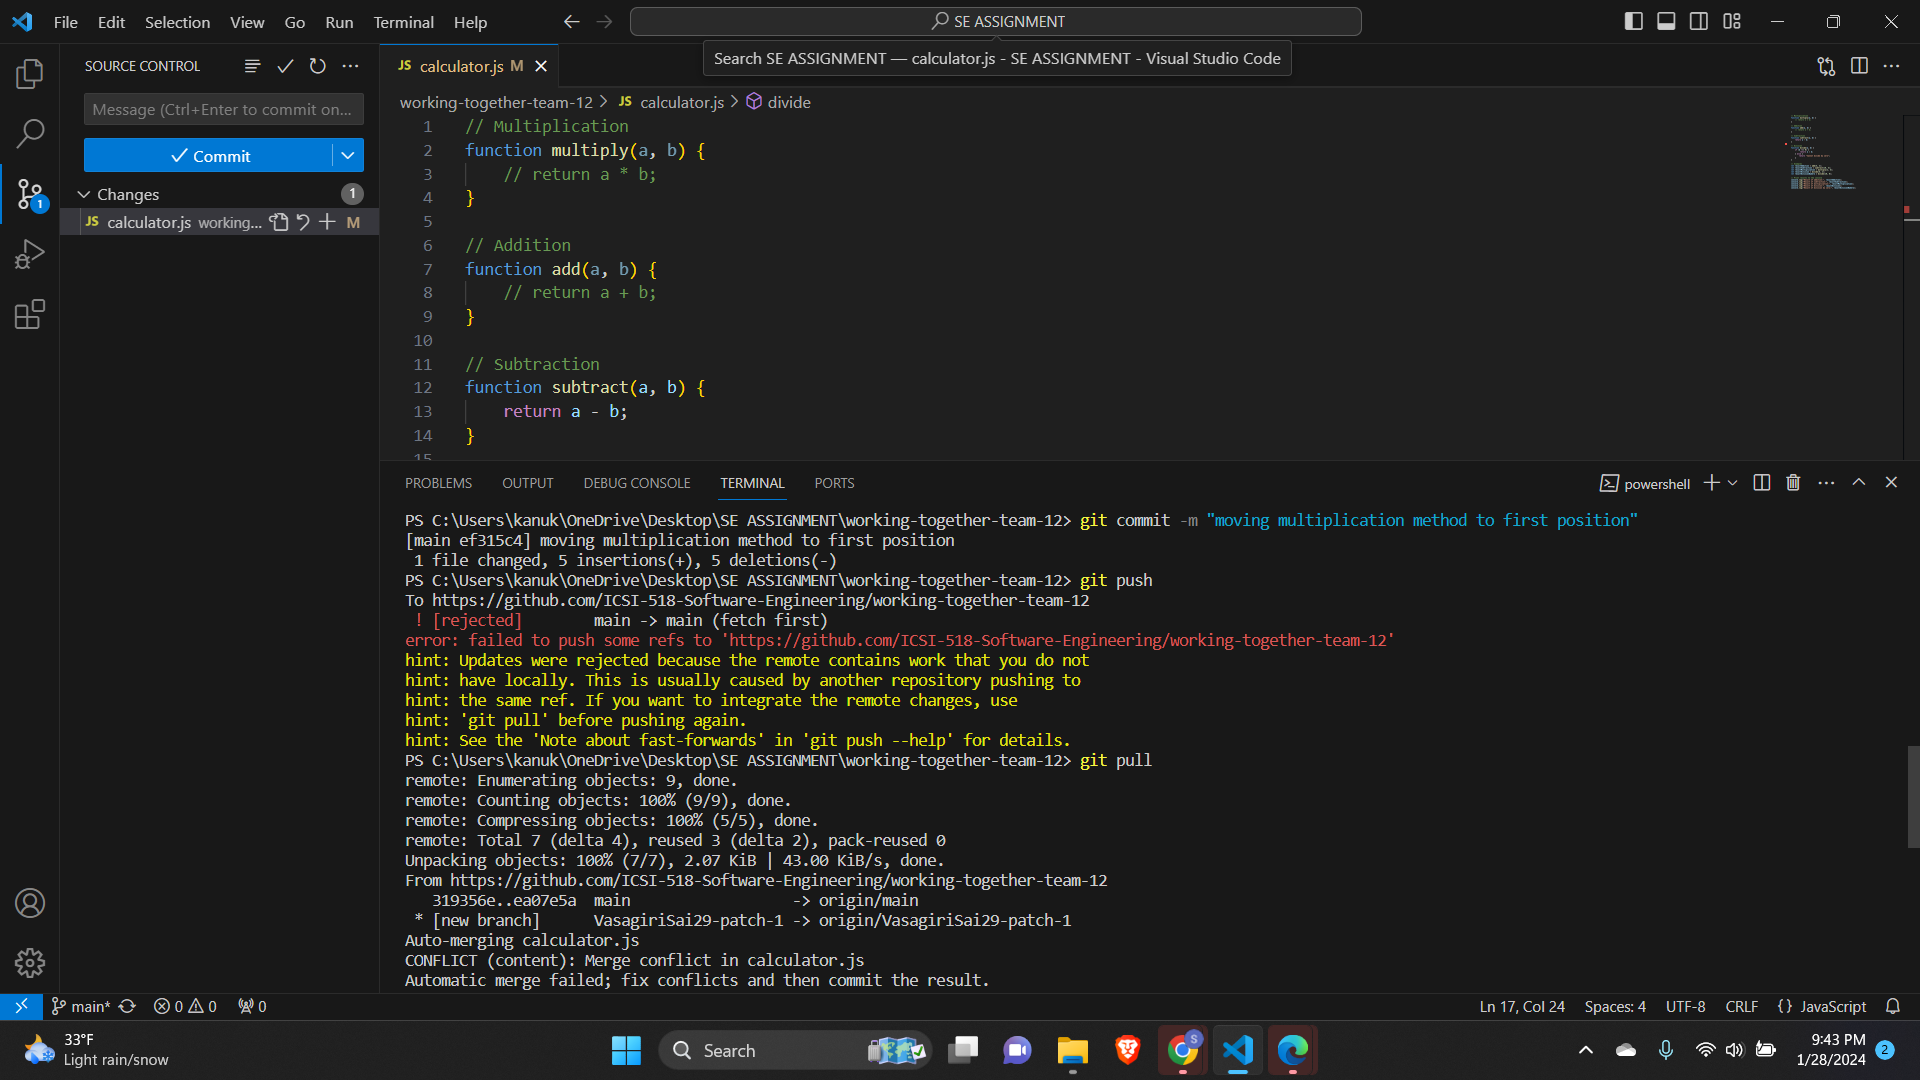 File Edit Selection View Go Run Terminal Help
SE ASSIGNMENT
Search SE ASSIGNMENT — calculator.js - SE ASSIGNMENT - Visual Studio Code
SOURCE CONTROL
Message (Ctrl+Enter to commit on...
Commit
Changes 1
JS calculator.js working... M
1
JS calculator.js M
working-together-team-12 > JS calculator.js > divide
1 // Multiplication
2 function multiply(a, b) {
3 // return a * b;
4 }
5
6 // Addition
7 function add(a, b) {
8 // return a + b;
9 }
10
11 // Subtraction
12 function subtract(a, b) {
13 return a - b;
14 }
15
PROBLEMS OUTPUT DEBUG CONSOLE TERMINAL PORTS
powershell
PS C:\Users\kanuk\OneDrive\Desktop\SE ASSIGNMENT\working-together-team-12> git commit -m "moving multiplication method to first position"
[main ef315c4] moving multiplication method to first position
1 file changed, 5 insertions(+), 5 deletions(-)
PS C:\Users\kanuk\OneDrive\Desktop\SE ASSIGNMENT\working-together-team-12> git push
To https://github.com/ICSI-518-Software-Engineering/working-together-team-12
! [rejected] main -> main (fetch first)
error: failed to push some refs to 'https://github.com/ICSI-518-Software-Engineering/working-together-team-12'
hint: Updates were rejected because the remote contains work that you do not
hint: have locally. This is usually caused by another repository pushing to
hint: the same ref. If you want to integrate the remote changes, use
hint: 'git pull' before pushing again.
hint: See the 'Note about fast-forwards' in 'git push --help' for details.
PS C:\Users\kanuk\OneDrive\Desktop\SE ASSIGNMENT\working-together-team-12> git pull
remote: Enumerating objects: 9, done.
remote: Counting objects: 100% (9/9), done.
remote: Compressing objects: 100% (5/5), done.
remote: Total 7 (delta 4), reused 3 (delta 2), pack-reused 0
Unpacking objects: 100% (7/7), 2.07 KiB | 43.00 KiB/s, done.
From https://github.com/ICSI-518-Software-Engineering/working-together-team-12
319356e..ea07e5a main -> origin/main
* [new branch] VasagiriSai29-patch-1 -> origin/VasagiriSai29-patch-1
Auto-merging calculator.js
CONFLICT (content): Merge conflict in calculator.js
Automatic merge failed; fix conflicts and then commit the result.
main* 0 0 0
Ln 17, Col 24 Spaces: 4 UTF-8 CRLF {} JavaScript
33°F
Light rain/snow
Search
S
9:43 PM
1/28/2024
2